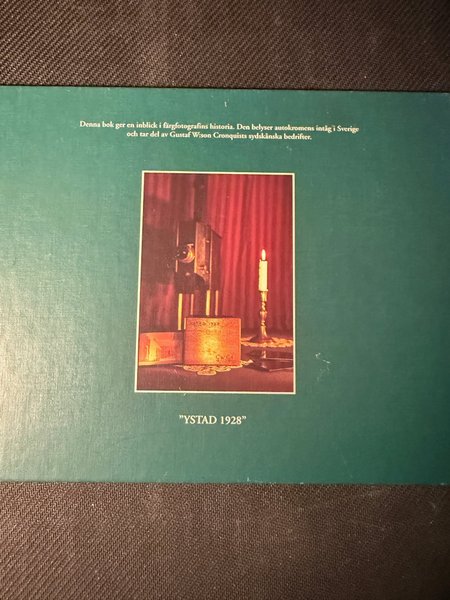 Denna bok ger en inblick i färgfotografins historia. Den belyser autokromens intåg i Sverige
och tar del av Gustaf W:son Cronquists sydskånska bedrifter.
"YSTAD 1928"